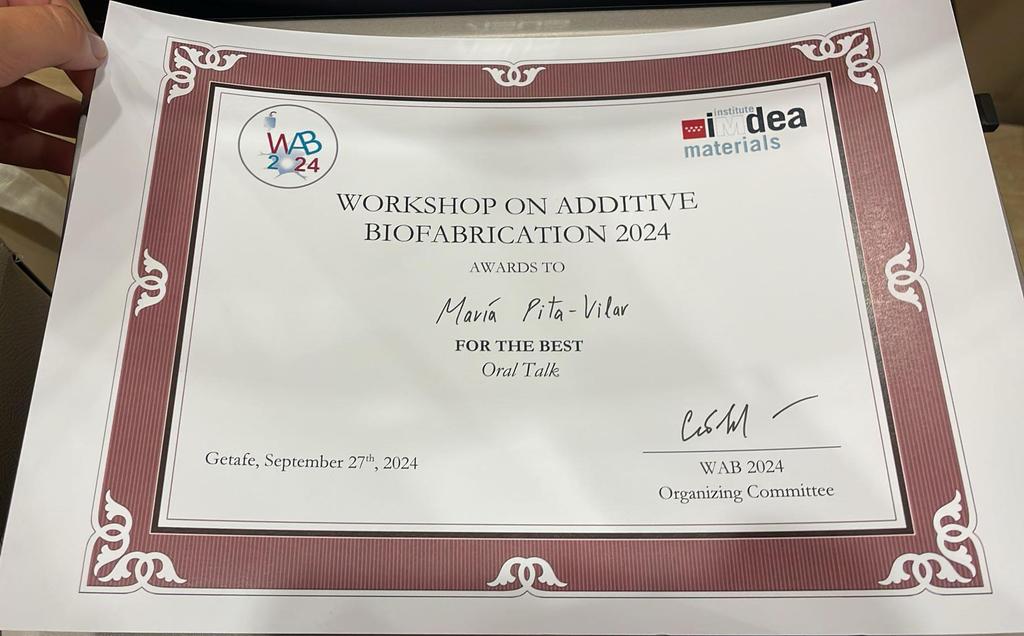 WAB
2024
institute
iMdea
materials
WORKSHOP ON ADDITIVE
BIOFABRICATION 2024
AWARDS TO
María Pita-Vilar
FOR THE BEST
Oral Talk
Getafe, September 27th, 2024
WAB 2024
Organizing Committee